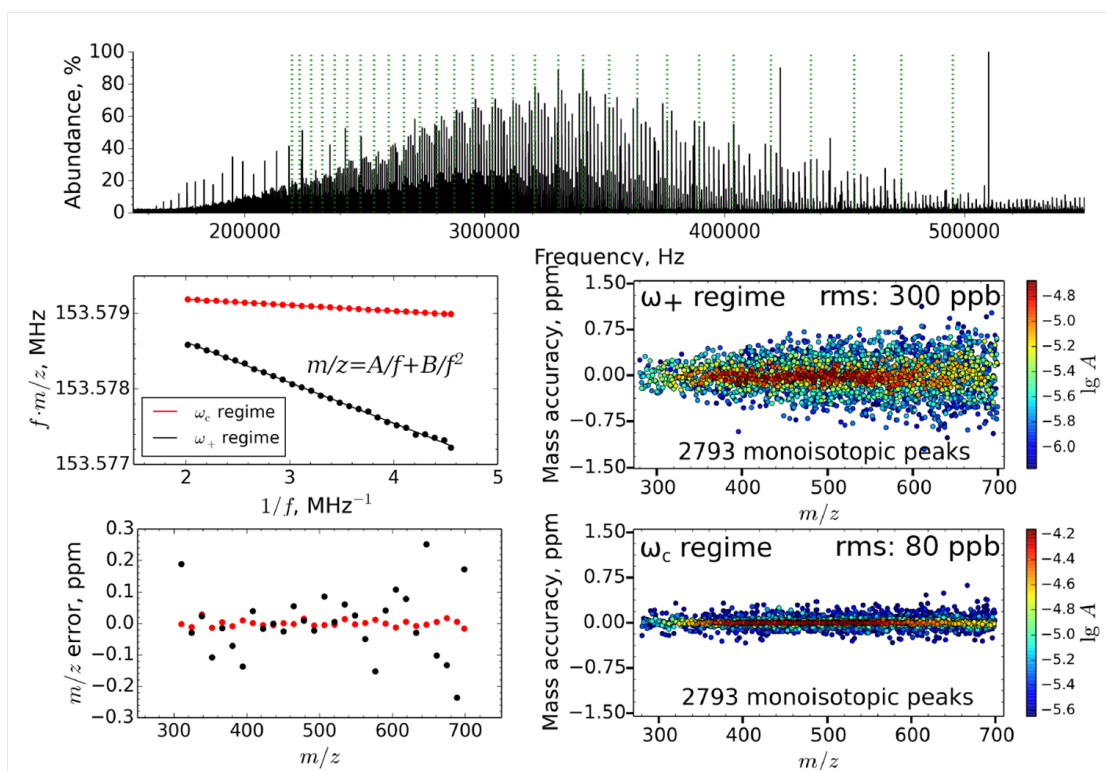 Abundance, %
100
80
60
40
20
0
200000 300000 400000 500000
Frequency, Hz
f·m/z, MHz
153.579
153.578
153.577
m/z=A/f+B/f²
ω_c regime
ω_+ regime
2 3 4 5
1/f, MHz⁻¹
Mass accuracy, ppm
1.50
0.75
0.00
−0.75
−1.50
ω+ regime rms: 300 ppb
2793 monoisotopic peaks
300 400 500 600 700
m/z
−4.8
−5.0
−5.2
−5.4
−5.6
−5.8
−6.0
lg A
m/z error, ppm
0.3
0.2
0.1
0.0
−0.1
−0.2
−0.3
300 400 500 600 700
m/z
Mass accuracy, ppm
1.50
0.75
0.00
−0.75
−1.50
ω_c regime rms: 80 ppb
2793 monoisotopic peaks
300 400 500 600 700
m/z
−4.2
−4.4
−4.6
−4.8
−5.0
−5.2
−5.4
−5.6
lg A